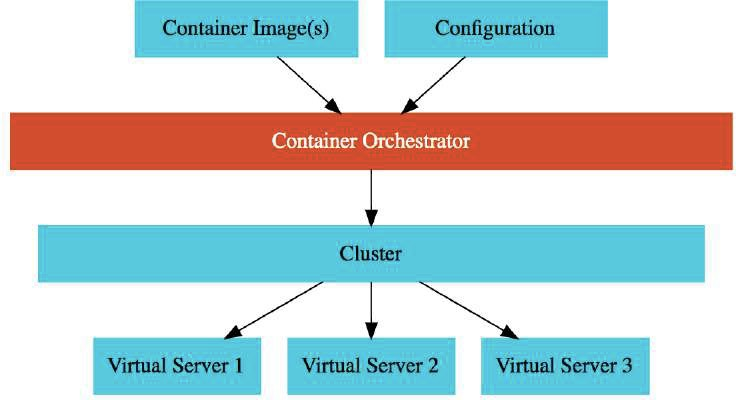 Container Image(s)
Configuration
Container Orchestrator
Cluster
Virtual Server 1
Virtual Server 2
Virtual Server 3